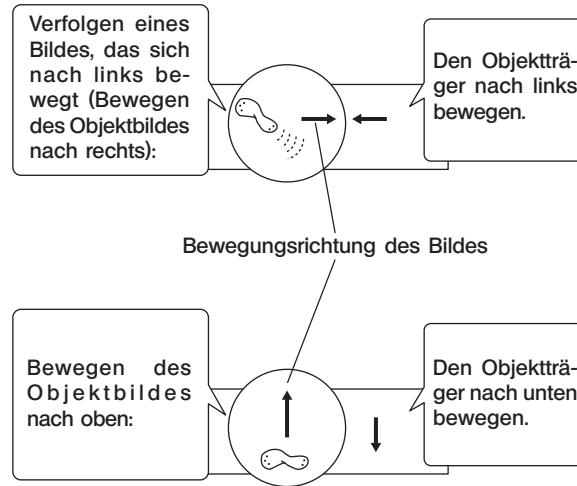 Verfolgen eines
Bildes, das sich
nach links be-
wegt (Bewegen
des Objektbildes
nach rechts):
Den Objektträ-
ger nach links
bewegen.
Bewegungsrichtung des Bildes
Bewegen des
Objektbildes
nach oben:
Den Objektträ-
ger nach unten
bewegen.